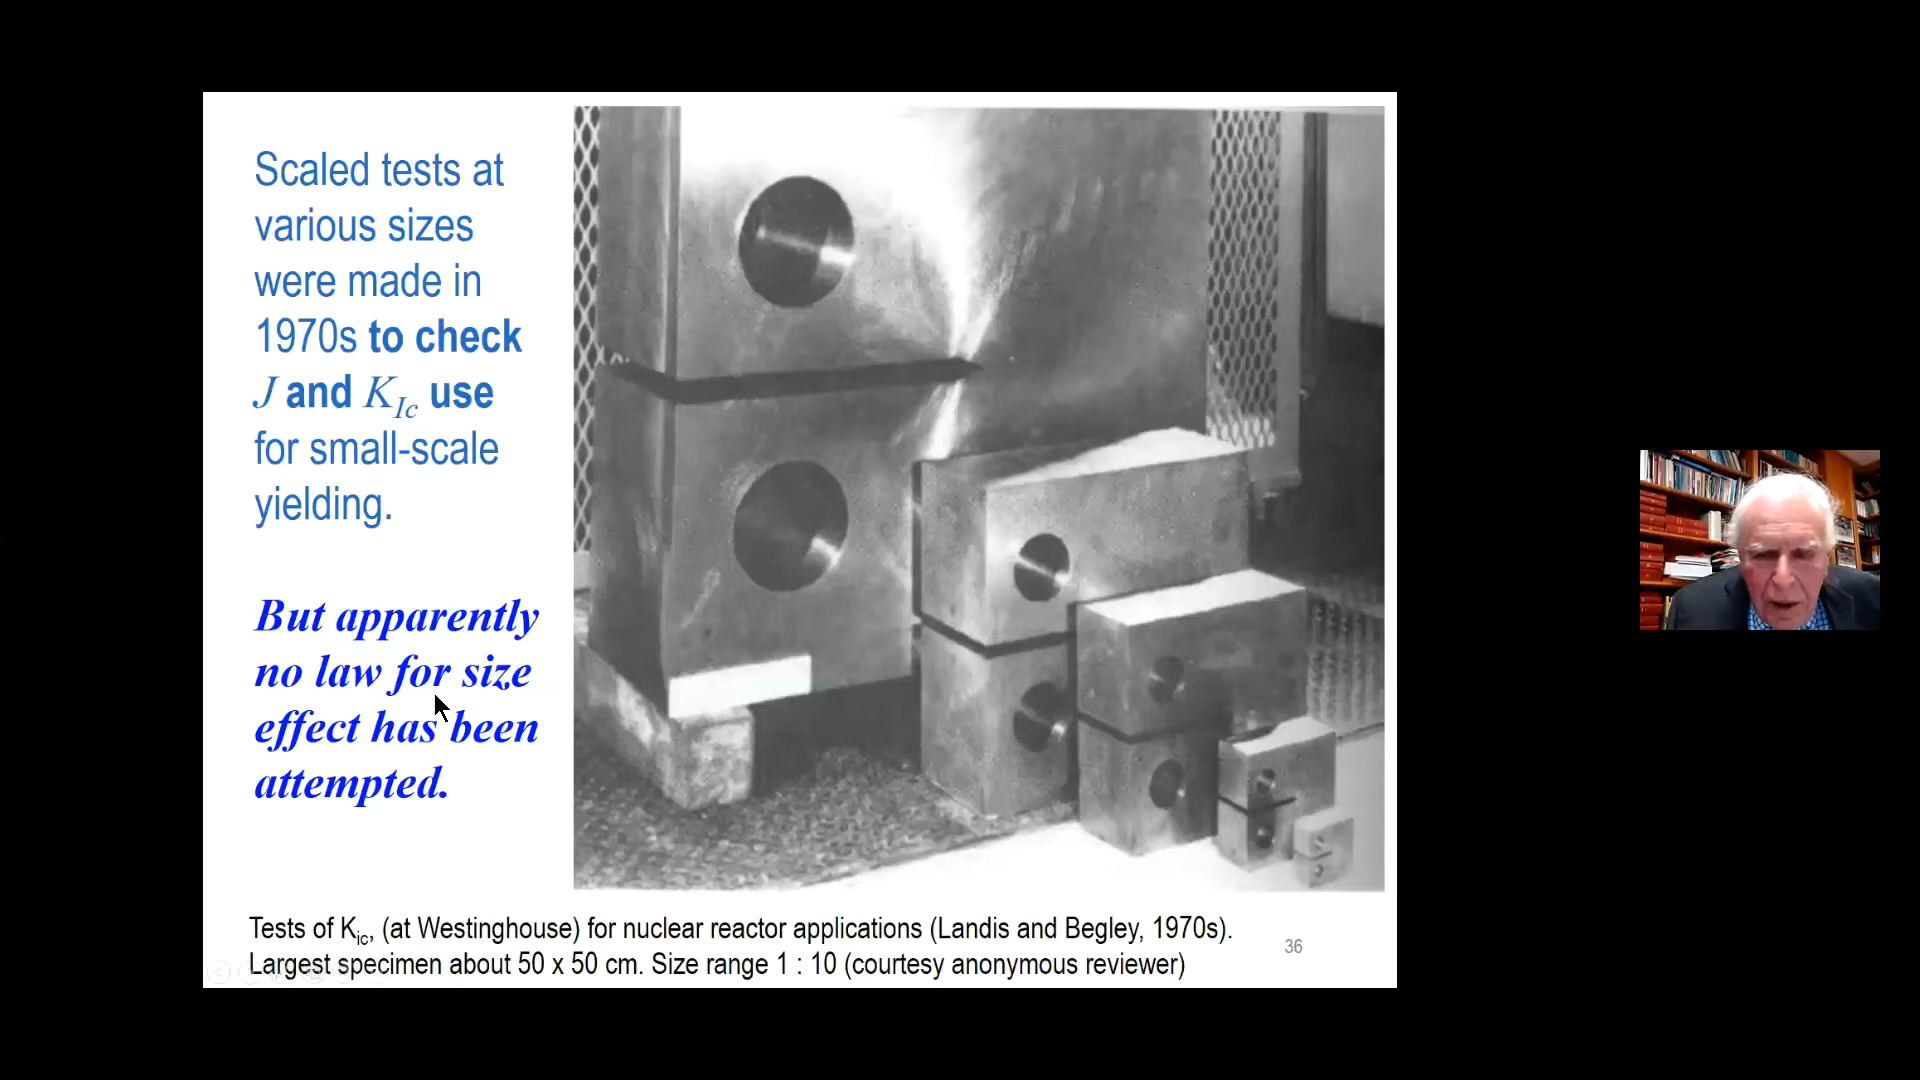 Scaled tests at
various sizes
were made in
1970s to check
J and K_Ic use
for small-scale
yielding.
But apparently
no law for size
effect has been
attempted.
Tests of K_ic, (at Westinghouse) for nuclear reactor applications (Landis and Begley, 1970s).
36
Largest specimen about 50 x 50 cm. Size range 1 : 10 (courtesy anonymous reviewer)